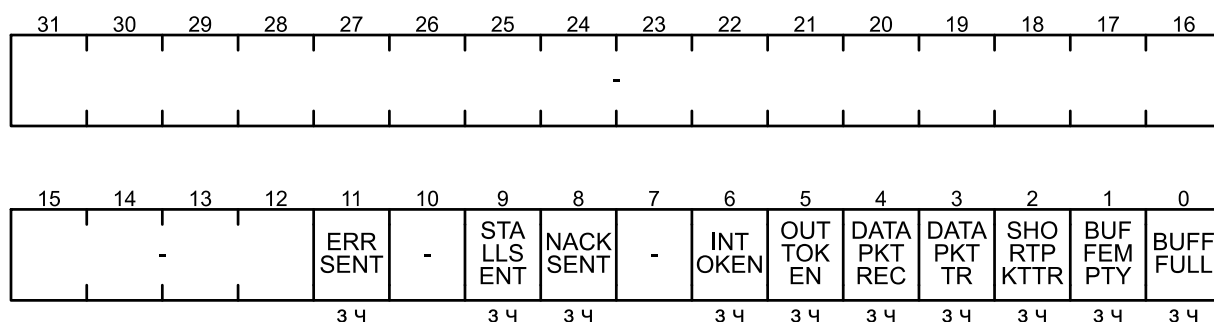 31 30 29 28 27 26 25 24 23 22 21 20 19 18 17 16
-
15 14 13 12 11 10 9 8 7 6 5 4 3 2 1 0
- ERR SENT - STA LLS ENT NACK SENT - INT OKEN OUT TOK EN DATA PKT REC DATA PKT TR SHO RTP KTTR BUF FEM PTY BUFF FULL
з ч з ч з ч з ч з ч з ч з ч з ч з ч з ч